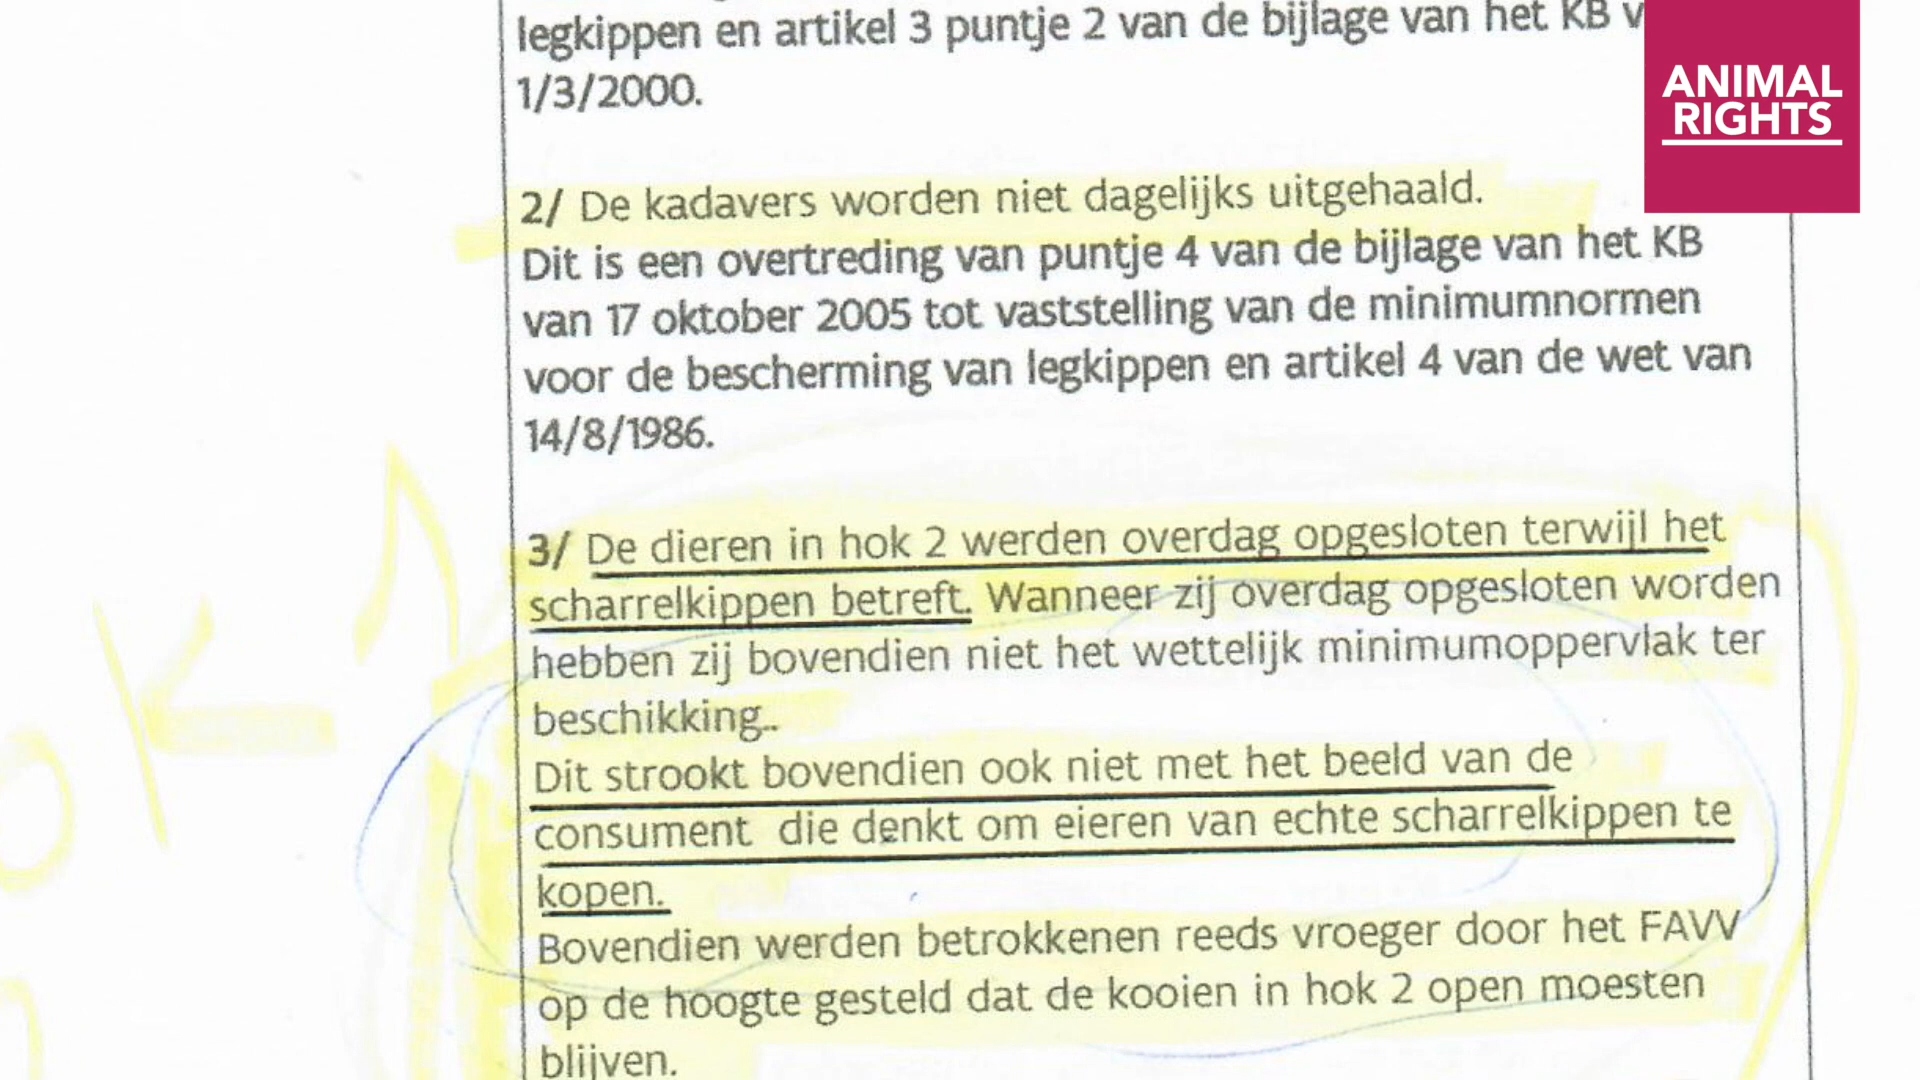 legkippen en artikel 3 puntje 2 van de bijlage van het KB v
1/3/2000.
ANIMAL
RIGHTS
2/ De kadavers worden niet dagelijks uitgehaald.
Dit is een overtreding van puntje 4 van de bijlage van het KB
van 17 oktober 2005 tot vaststelling van de minimumnormen
voor de bescherming van legkippen en artikel 4 van de wet van
14/8/1986.
3/ De dieren in hok 2 werden overdag opgesloten terwijl het
scharrelkippen betreft. Wanneer zij overdag opgesloten worden
hebben zij bovendien niet het wettelijk minimumoppervlak ter
beschikking..
Dit strookt bovendien ook niet met het beeld van de
consument die denkt om eieren van echte scharrelkippen te
kopen.
Bovendien werden betrokkenen reeds vroeger door het FAVV
op de hoogte gesteld dat de kooien in hok 2 open moesten
blijven.